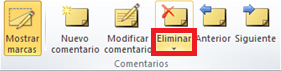 Mostrar marcas
Nuevo comentario
Modificar comentario
Eliminar
Anterior
Siguiente
Comentarios